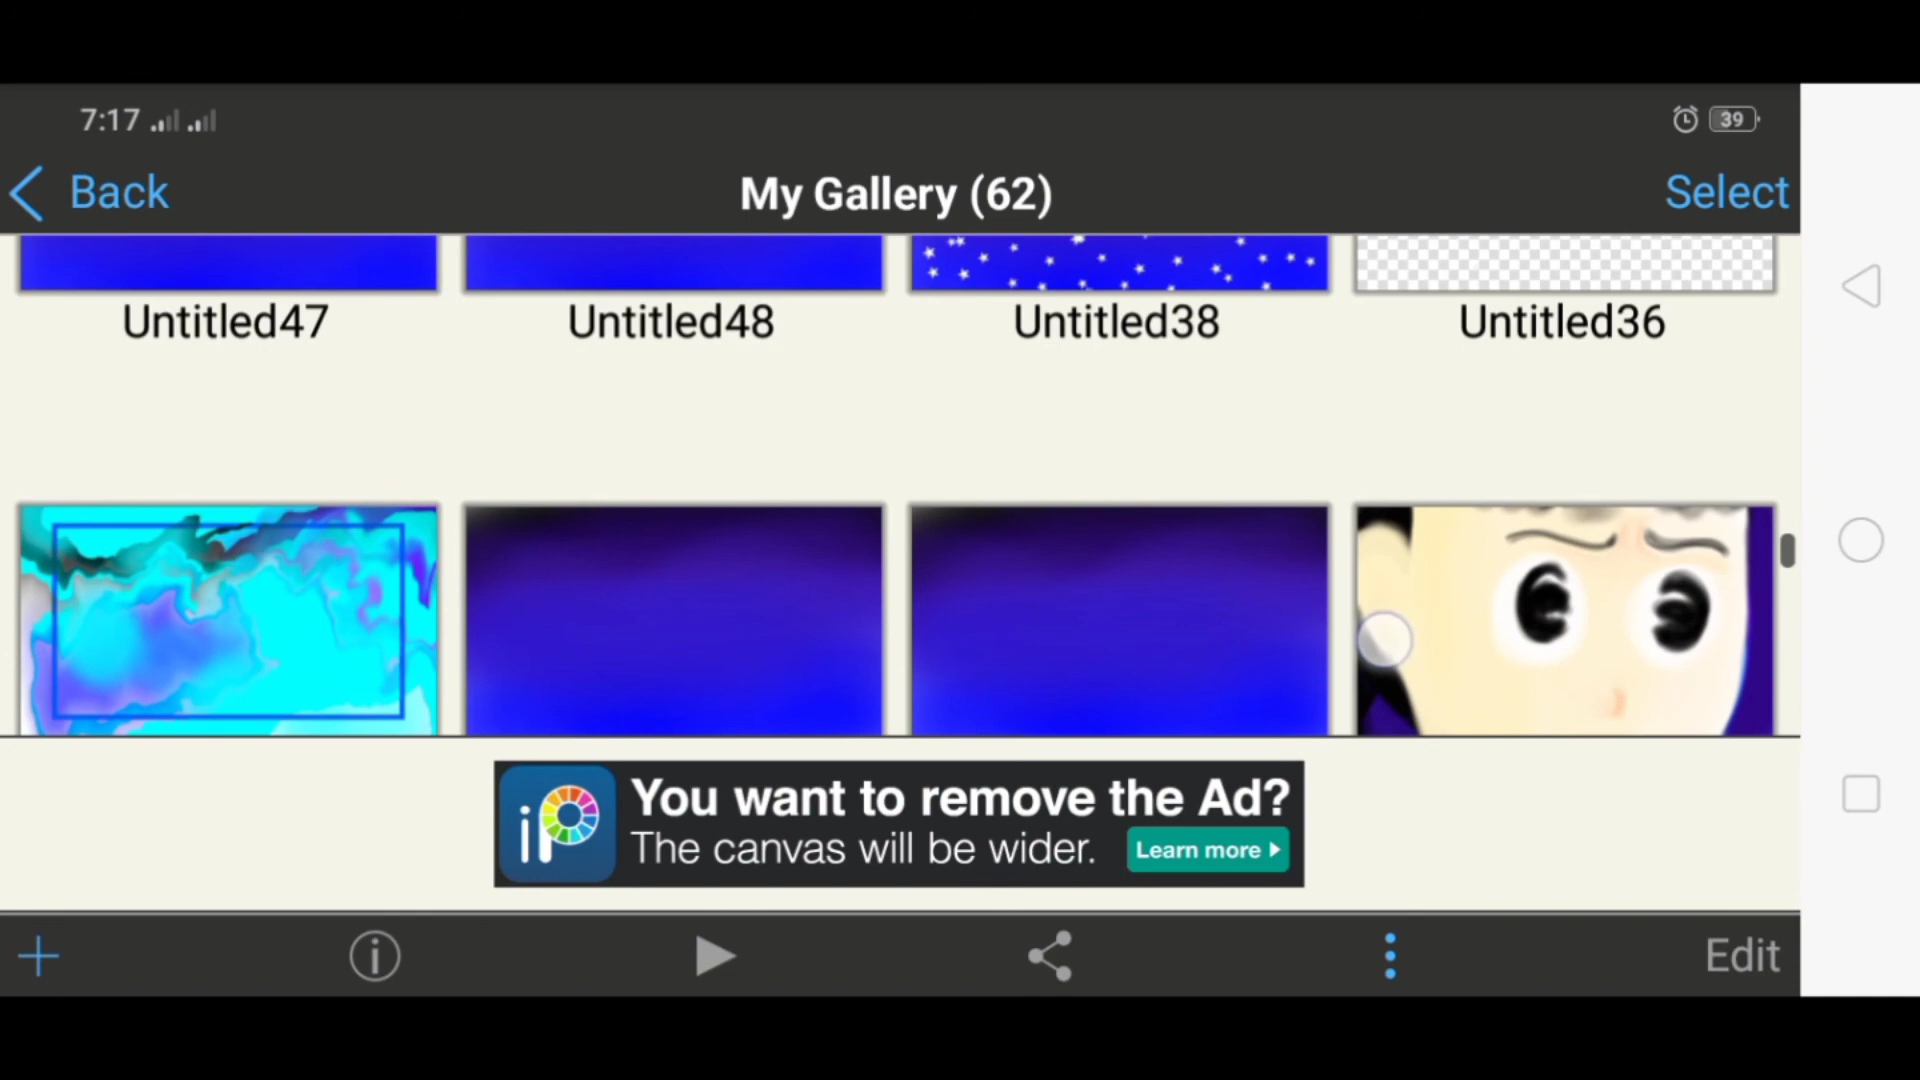 7:17
39
Back
My Gallery (62)
Select
Untitled47
Untitled48
Untitled38
Untitled36
iP
You want to remove the Ad?
The canvas will be wider.
Learn more
Edit